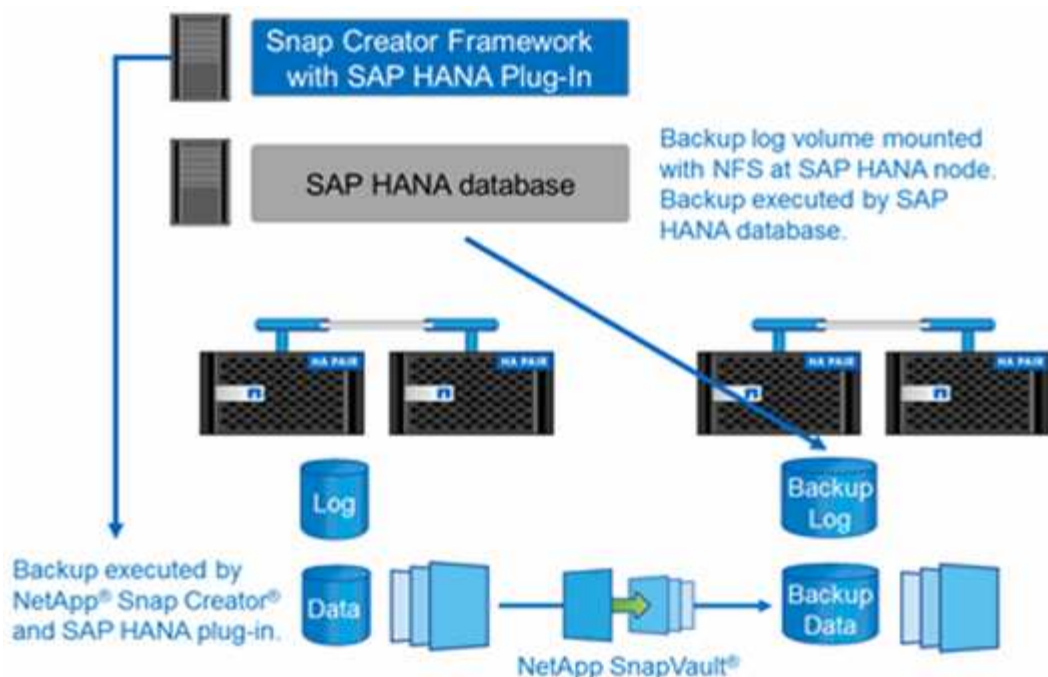 Snap Creator Framework
with SAP HANA Plug-In
SAP HANA database
Backup log volume mounted
with NFS at SAP HANA node.
Backup executed by SAP
HANA database.
HA PAIR
HA PAIR
HA PAIR
HA PAIR
Log
Backup
Log
Backup executed by
NetApp® Snap Creator®
and SAP HANA plug-in.
Data
Backup
Data
NetApp SnapVault®